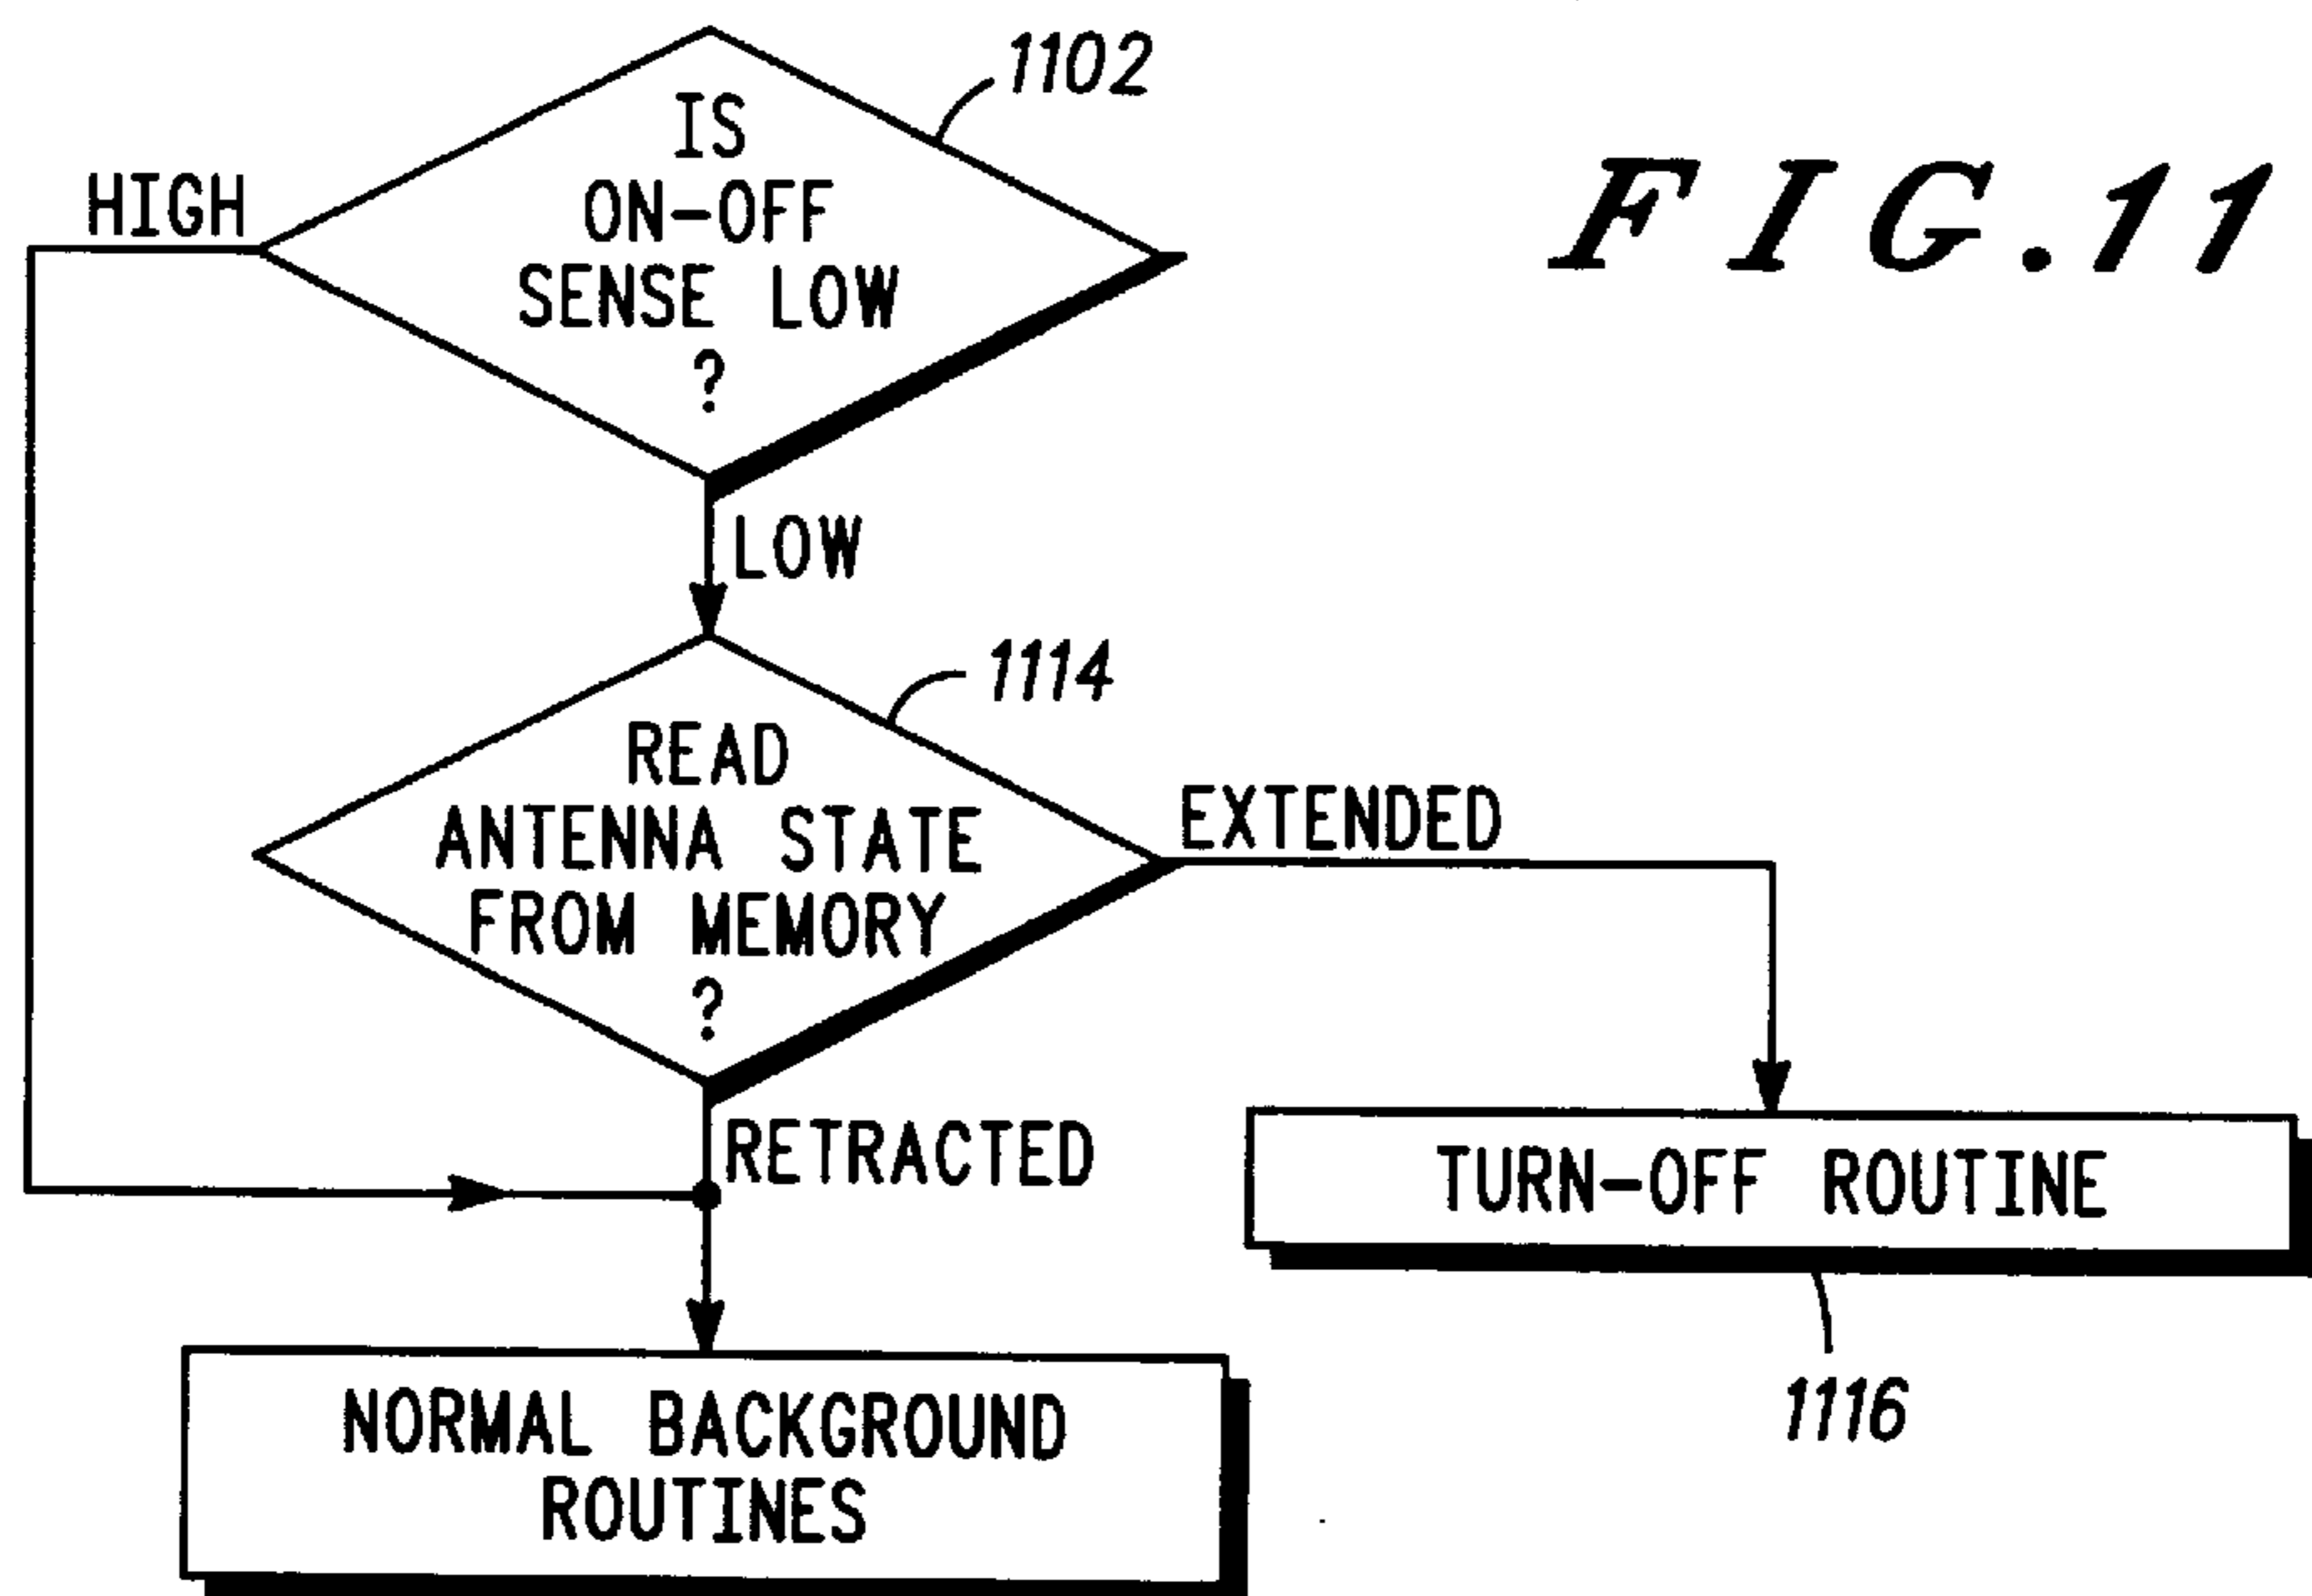 1102
FIG.11
IS
ON-OFF
SENSE LOW
?
HIGH
LOW
1114
READ
ANTENNA STATE
FROM MEMORY
?
EXTENDED
RETRACTED
TURN-OFF ROUTINE
1116
NORMAL BACKGROUND
ROUTINES